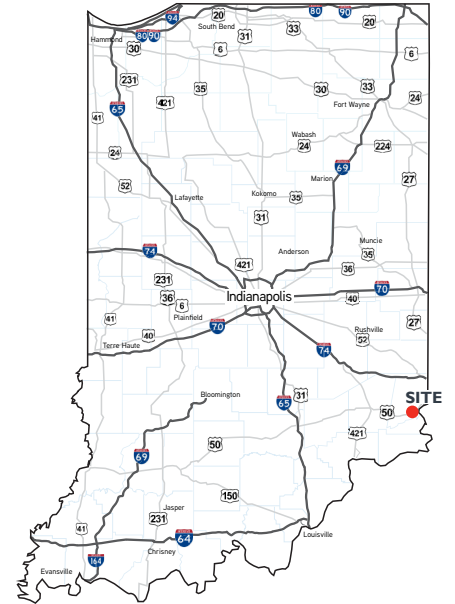 94
20
South Bend
31
33
80
90
20
Hammond
80 90
30
6
6
231
421
35
30
33
24
65
Fort Wayne
41
Wabash
24
224
24
69
Marion
27
52
Lafayette
Kokomo
35
31
Muncie
74
421
Anderson
35
36
231
70
36
6
Indianapolis
40
Plainfield
41
70
Rushville
27
40
52
Terre Haute
74
SITE
Bloomington
65
31
50
421
50
69
150
Jasper
231
41
64
Louisville
Chrisney
164
Evansville